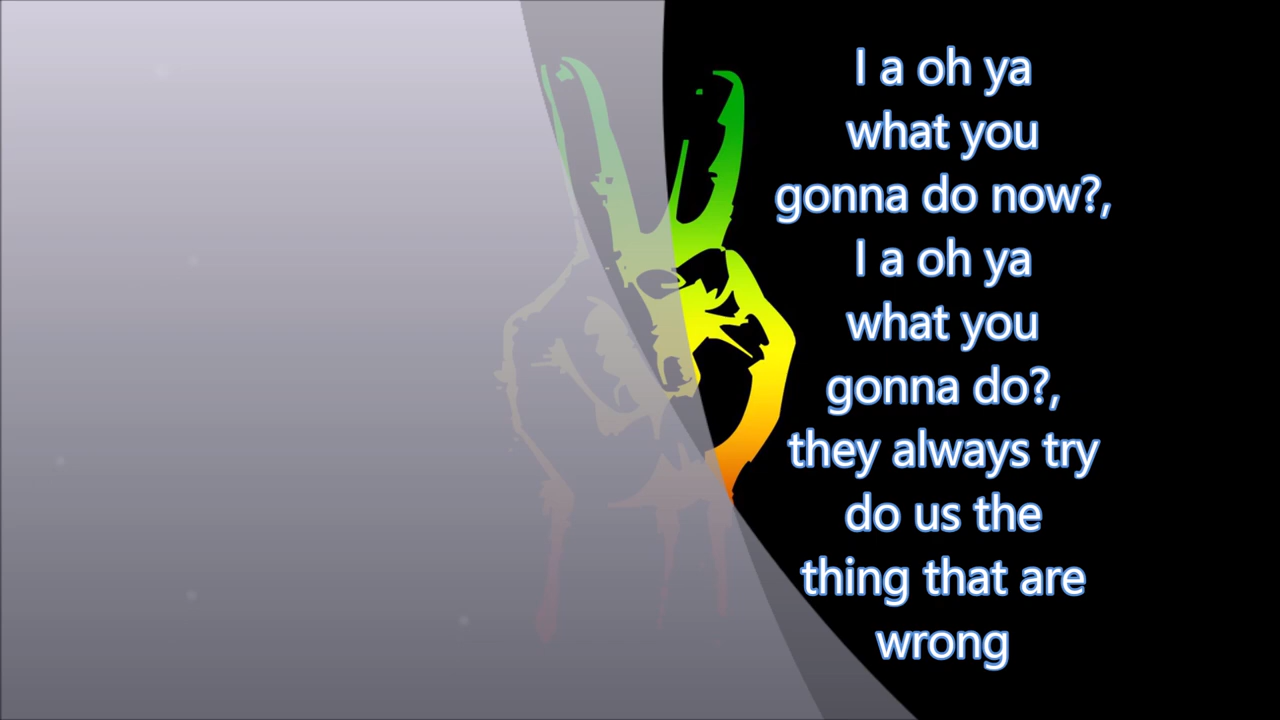 I a oh ya
what you
gonna do now?,
I a oh ya
what you
gonna do?,
they always try
do us the
thing that are
wrong